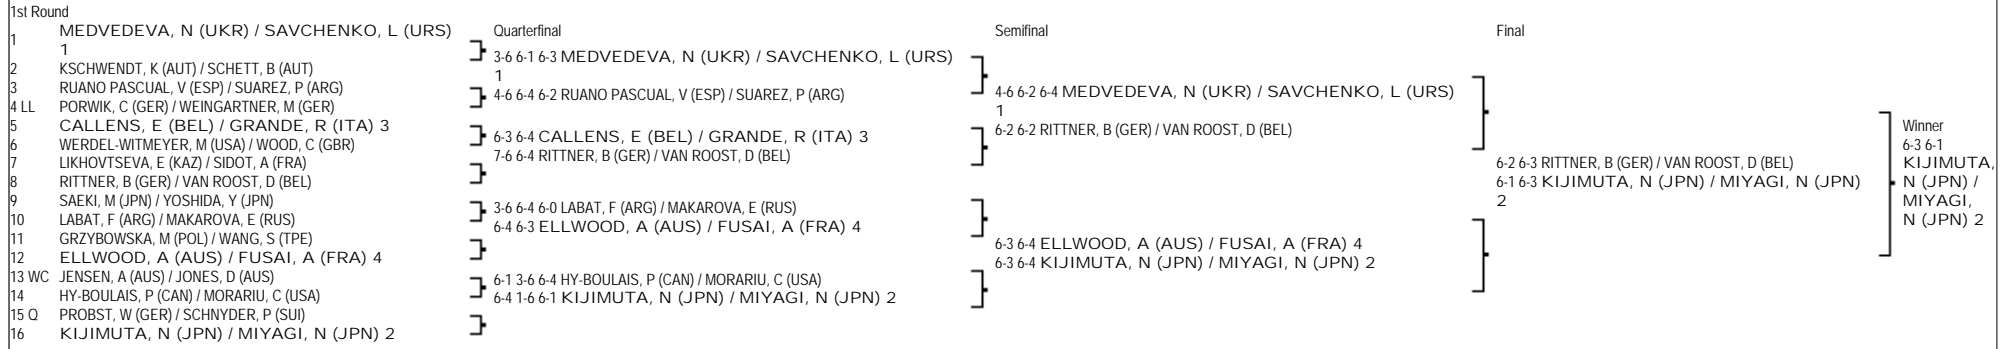 1st Round
1 MEDVEDEVA, N (UKR) / SAVCHENKO, L (URS)
1
2 KSCHWENDT, K (AUT) / SCHETT, B (AUT)
3 RUANO PASCUAL, V (ESP) / SUAREZ, P (ARG)
4 LL PORWIK, C (GER) / WEINGARTNER, M (GER)
5 CALLENS, E (BEL) / GRANDE, R (ITA) 3
6 WERDEL-WITMEYER, M (USA) / WOOD, C (GBR)
7 LIKHOVTSEVA, E (KAZ) / SIDOT, A (FRA)
8 RITTNER, B (GER) / VAN ROOST, D (BEL)
9 SAEKI, M (JPN) / YOSHIDA, Y (JPN)
10 LABAT, F (ARG) / MAKAROVA, E (RUS)
11 GRZYBOWSKA, M (POL) / WANG, S (TPE)
12 ELLWOOD, A (AUS) / FUSAI, A (FRA) 4
13 WC JENSEN, A (AUS) / JONES, D (AUS)
14 HY-BOULAIS, P (CAN) / MORARIU, C (USA)
15 Q PROBST, W (GER) / SCHNYDER, P (SUI)
16 KIJIMUTA, N (JPN) / MIYAGI, N (JPN) 2
Quarterfinal
3-6 6-1 6-3 MEDVEDEVA, N (UKR) / SAVCHENKO, L (URS)
1
4-6 6-4 6-2 RUANO PASCUAL, V (ESP) / SUAREZ, P (ARG)
6-3 6-4 CALLENS, E (BEL) / GRANDE, R (ITA) 3
7-6 6-4 RITTNER, B (GER) / VAN ROOST, D (BEL)
3-6 6-4 6-0 LABAT, F (ARG) / MAKAROVA, E (RUS)
6-4 6-3 ELLWOOD, A (AUS) / FUSAI, A (FRA) 4
6-1 3-6 6-4 HY-BOULAIS, P (CAN) / MORARIU, C (USA)
6-4 1-6 6-1 KIJIMUTA, N (JPN) / MIYAGI, N (JPN) 2
Semifinal
4-6 6-2 6-4 MEDVEDEVA, N (UKR) / SAVCHENKO, L (URS)
1
6-2 6-2 RITTNER, B (GER) / VAN ROOST, D (BEL)
6-3 6-4 ELLWOOD, A (AUS) / FUSAI, A (FRA) 4
6-3 6-4 KIJIMUTA, N (JPN) / MIYAGI, N (JPN) 2
Final
6-2 6-3 RITTNER, B (GER) / VAN ROOST, D (BEL)
6-1 6-3 KIJIMUTA, N (JPN) / MIYAGI, N (JPN)
2
Winner
6-3 6-1
KIJIMUTA,
N (JPN) /
MIYAGI,
N (JPN) 2